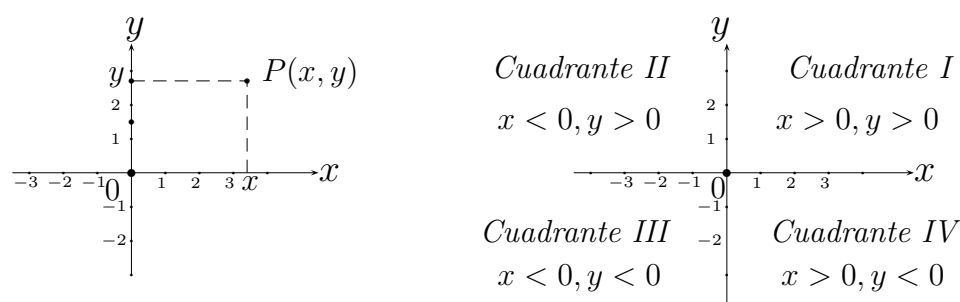 y
y
P(x, y)
2
1
−3 −2 −1 0 1 2 3 x x
−1
−2
y
Cuadrante II Cuadrante I
x < 0, y > 0 x > 0, y > 0
2
1
−3 −2 −1 0 1 2 3 x
−1
−2
Cuadrante III Cuadrante IV
x < 0, y < 0 x > 0, y < 0